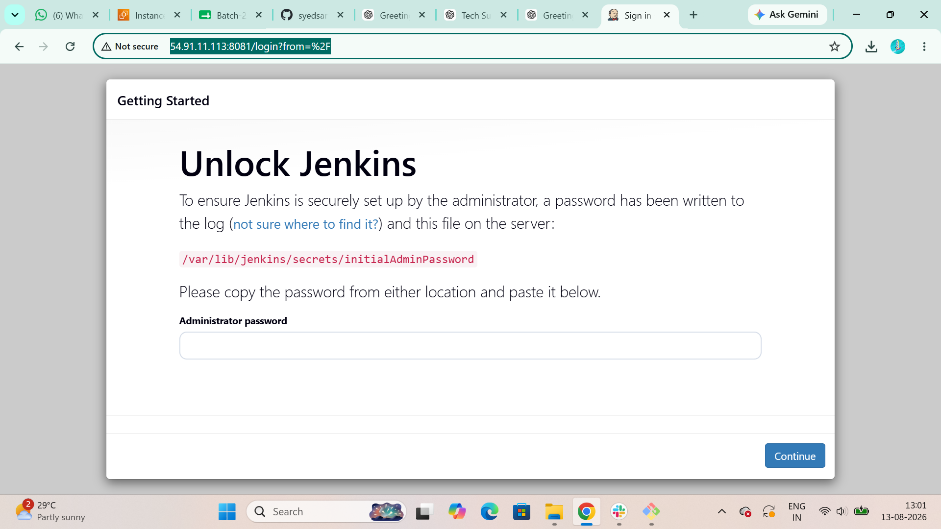 (6) Wha
Instanc
Batch-2
syedsar
Greetin
Tech Su
Greetin
Sign in
Ask Gemini
Not secure
54.91.11.113:8081/login?from=%2F
Getting Started
Unlock Jenkins
To ensure Jenkins is securely set up by the administrator, a password has been written to
the log (not sure where to find it?) and this file on the server:
/var/lib/jenkins/secrets/initialAdminPassword
Please copy the password from either location and paste it below.
Administrator password
Continue
2
29°C
Partly sunny
Search
ENG
IN
13:01
13-08-2026